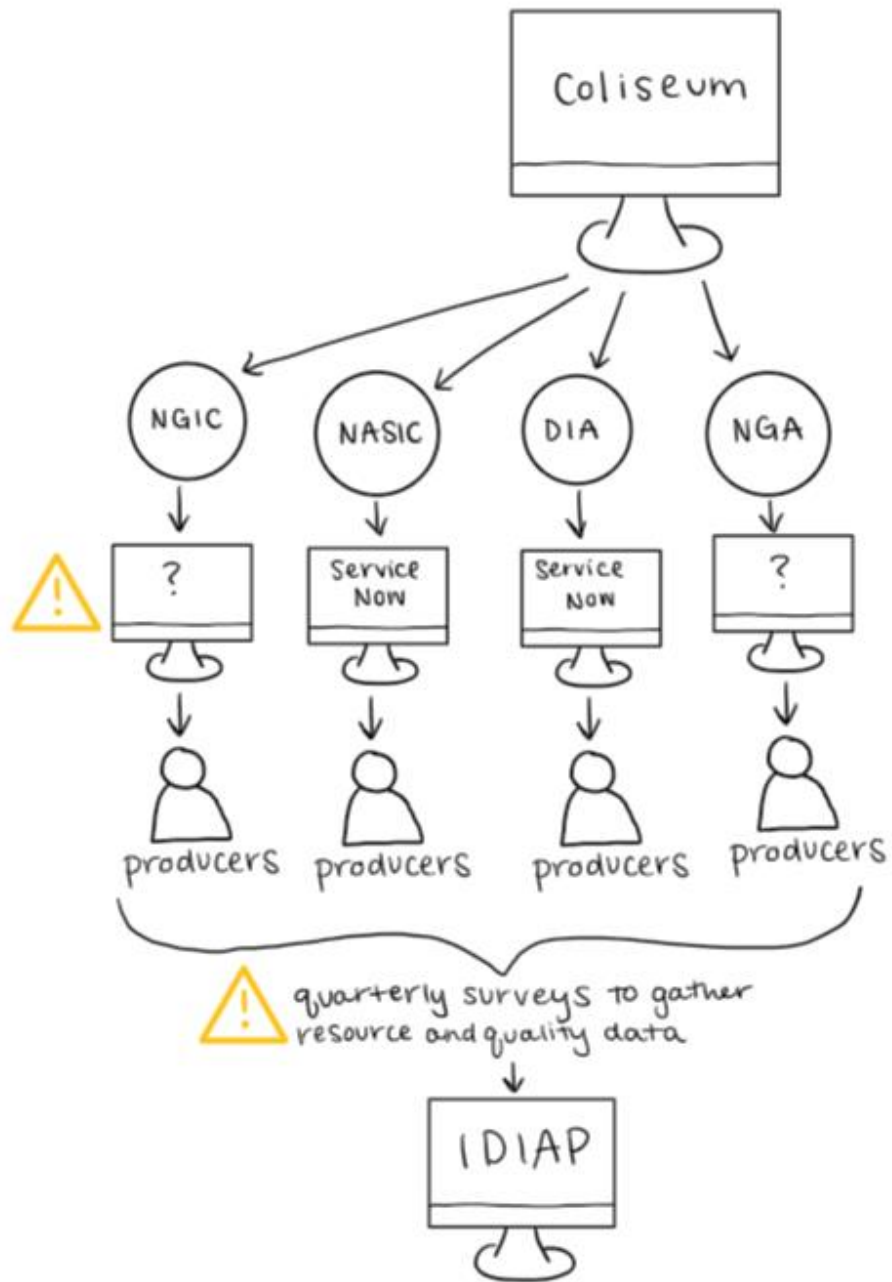 Coliseum
NGIC
NASIC
DIA
NGA
?
Service
Now
Service
Now
?
producers
producers
producers
producers
quarterly surveys to gather
resource and quality data
IDIAP